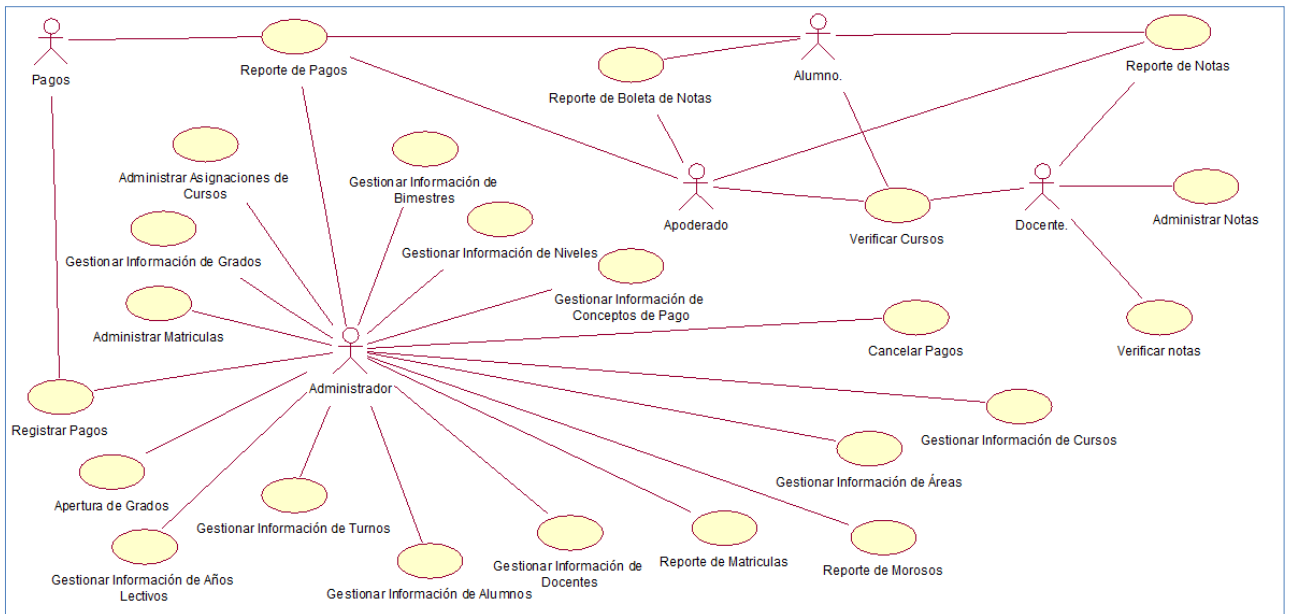 Pagos
Reporte de Pagos
Reporte de Boleta de Notas
Alumno.
Reporte de Notas
Administrar Asignaciones de
Cursos
Gestionar Información de
Bimestres
Apoderado
Verificar Cursos
Docente.
Administrar Notas
Gestionar Información de Grados
Gestionar Información de Niveles
Gestionar Información de
Conceptos de Pago
Administrar Matriculas
Cancelar Pagos
Verificar notas
Administrador
Registrar Pagos
Gestionar Información de Cursos
Apertura de Grados
Gestionar Información de Áreas
Gestionar Información de Turnos
Gestionar Información de Años
Lectivos
Gestionar Información de Alumnos
Gestionar Información de
Docentes
Reporte de Matriculas
Reporte de Morosos